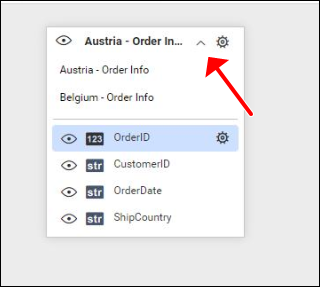 Austria - Order In...
Austria - Order Info
Belgium - Order Info
123 OrderID
str CustomerID
str OrderDate
str ShipCountry